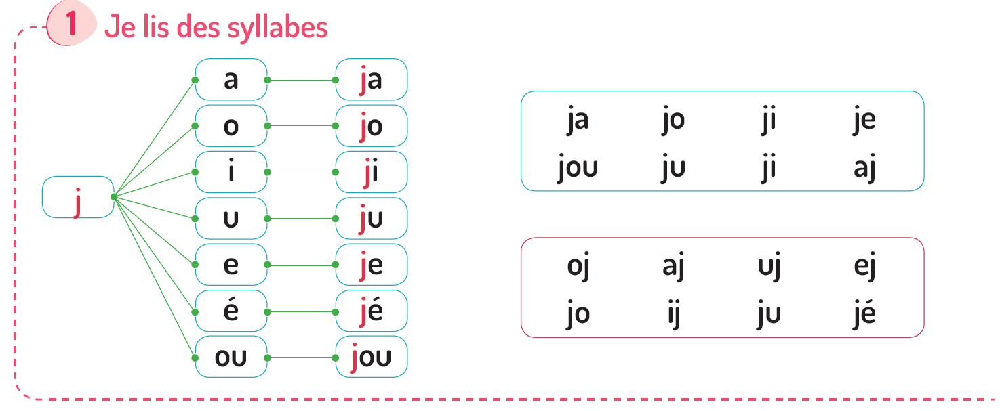 1 Je lis des syllabes
a ja
o jo
i ji
j
u ju
e je
é jé
ou jou
ja jo ji je
jou ju ji aj
oj aj uj ej
jo ij ju jé